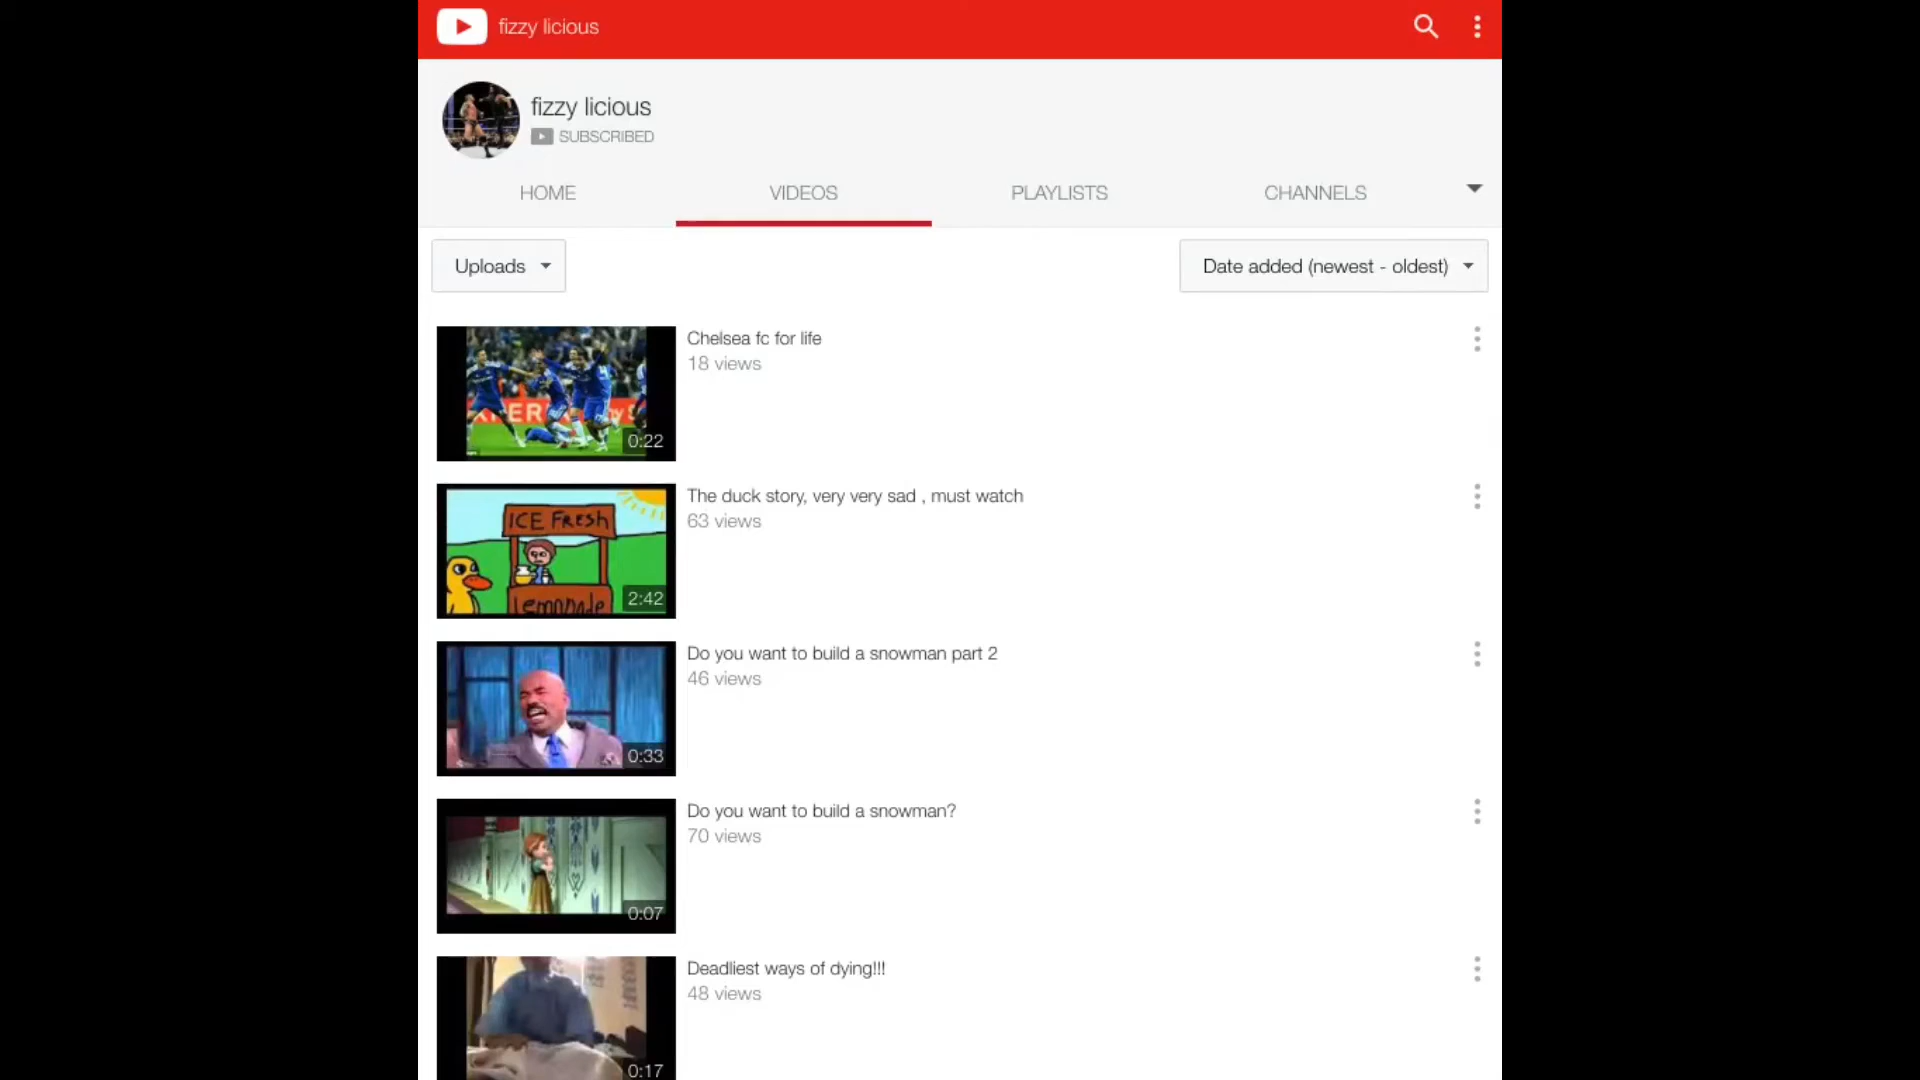 fizzy licious
fizzy licious
SUBSCRIBED
HOME
VIDEOS
PLAYLISTS
CHANNELS
Uploads
Date added (newest - oldest)
Chelsea fc for life
18 views
0:22
The duck story, very very sad , must watch
63 views
ICE FRESH
Lemonade
2:42
Do you want to build a snowman part 2
46 views
0:33
Do you want to build a snowman?
70 views
0:07
Deadliest ways of dying!!!
48 views
0:17